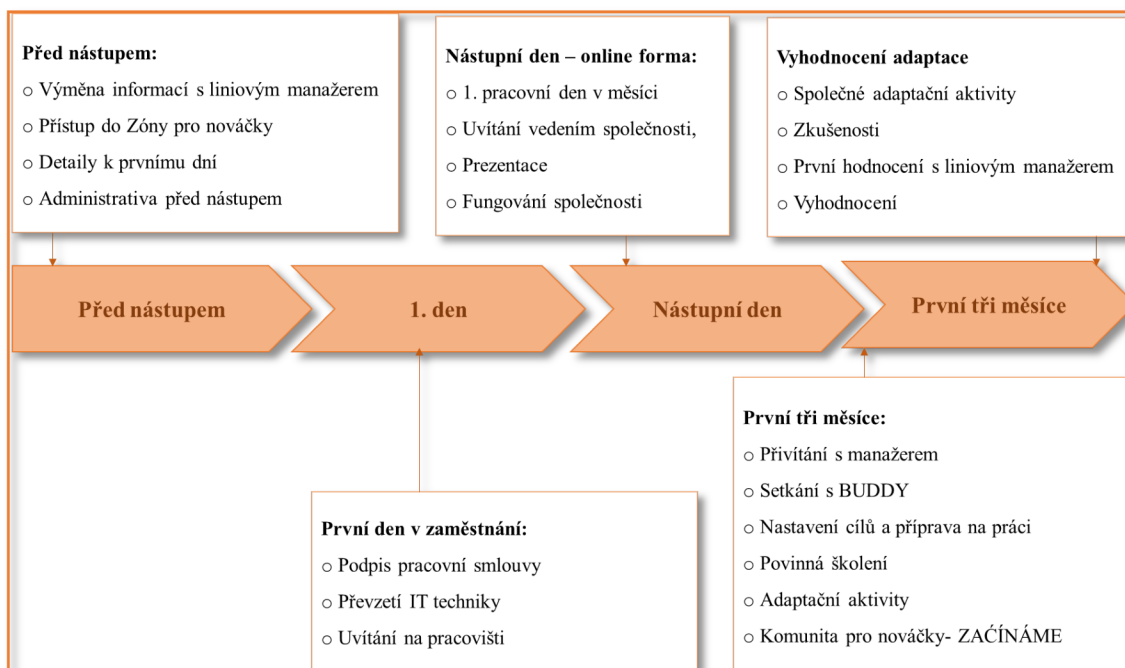 Před nástupem:
o Výměna informací s liniovým manažerem
o Přístup do Zóny pro nováčky
o Detaily k prvnímu dní
o Administrativa před nástupem
Nástupní den – online forma:
o 1. pracovní den v měsíci
o Uvítání vedením společnosti,
o Prezentace
o Fungování společnosti
Vyhodnocení adaptace
o Společné adaptační aktivity
o Zkušenosti
o První hodnocení s liniovým manažerem
o Vyhodnocení
Před nástupem
1. den
Nástupní den
První tři měsíce
První den v zaměstnání:
o Podpis pracovní smlouvy
o Převzetí IT techniky
o Uvítání na pracovišti
První tři měsíce:
o Přivítání s manažerem
o Setkání s BUDDY
o Nastavení cílů a příprava na práci
o Povinná školení
o Adaptační aktivity
o Komunita pro nováčky- ZAĆÍNÁME